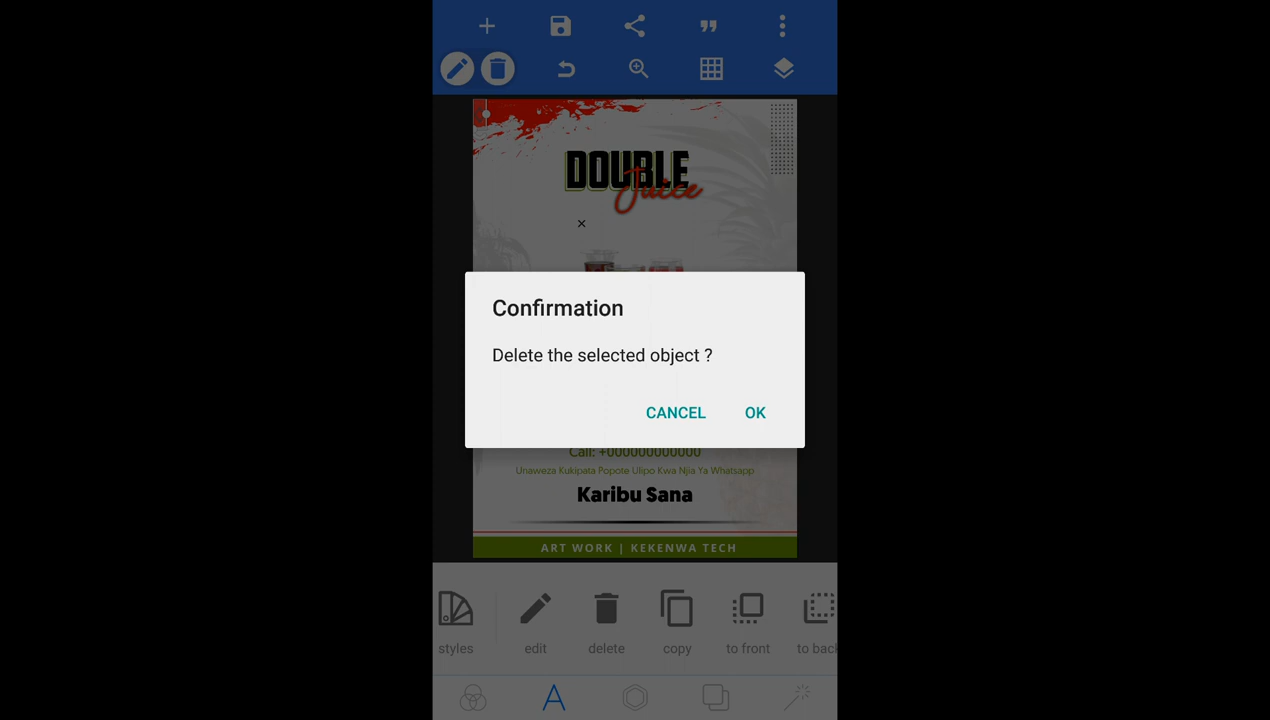 DOUBLE
Juice
Confirmation
Delete the selected object ?
CANCEL OK
Call: +000000000000
Unaweza Kukipata Popote Ulipo Kwa Njia Ya Whatsapp
Karibu Sana
ART WORK | KEKENWA TECH
styles edit delete copy to front to back